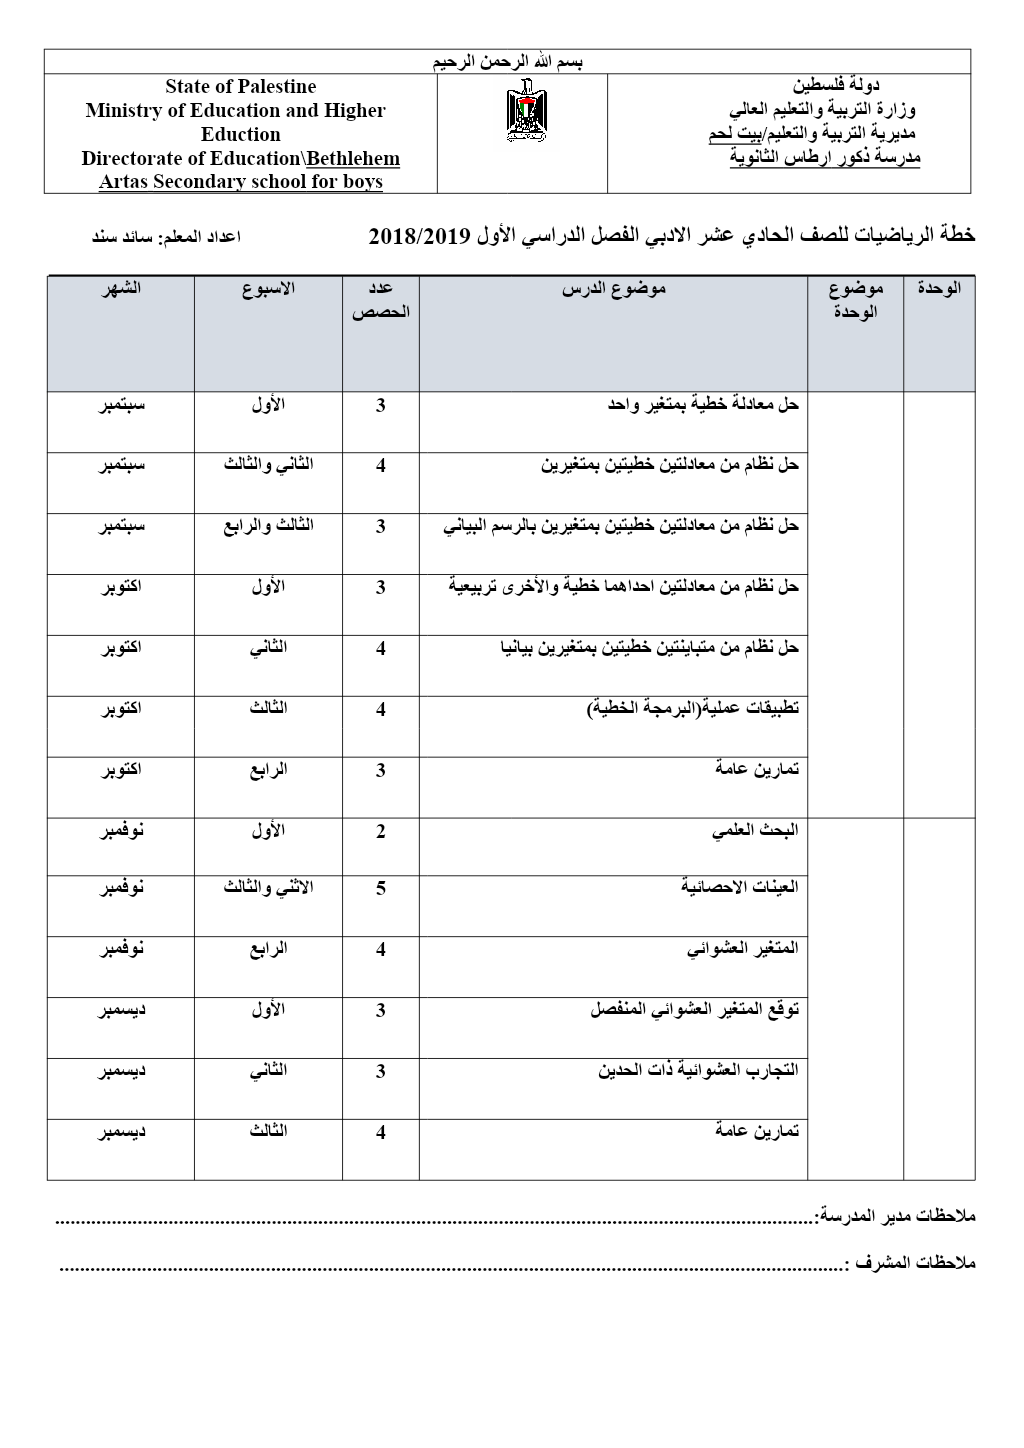 بسم الله الرحمن الرحيم
دولة فلسطين
وزارة التربية والتعليم العالي
مديرية التربية والتعليم/بيت لحم
مدرسة ذكور ارطاس الثانوية
State of Palestine
Ministry of Education and Higher
Eduction
Directorate of Education\Bethlehem
Artas Secondary school for boys
خطة الرياضيات للصف الحادي عشر الادبي الفصل الدراسي الأول 2018/2019 اعداد المعلم: سائد سند
الوحدة موضوع الوحدة موضوع الدرس عدد الحصص الاسبوع الشهر
حل معادلة خطية بمتغير واحد 3 الأول سبتمبر
حل نظام من معادلتين خطيتين بمتغيرين 4 الثاني والثالث سبتمبر
حل نظام من معادلتين خطيتين بمتغيرين بالرسم البياني 3 الثالث والرابع سبتمبر
حل نظام من معادلتين احداهما خطية والأخرى تربيعية 3 الأول اكتوبر
حل نظام من متباينتين خطيتين بمتغيرين بيانيا 4 الثاني اكتوبر
تطبيقات عملية(البرمجة الخطية) 4 الثالث اكتوبر
تمارين عامة 3 الرابع اكتوبر
البحث العلمي 2 الأول نوفمبر
العينات الاحصائية 5 الاثني والثالث نوفمبر
المتغير العشوائي 4 الرابع نوفمبر
توقع المتغير العشوائي المنفصل 3 الأول ديسمبر
التجارب العشوائية ذات الحدين 3 الثاني ديسمبر
تمارين عامة 4 الثالث ديسمبر
ملاحظات مدير المدرسة:................................................................................................................................................
ملاحظات المشرف :................................................................................................................................................